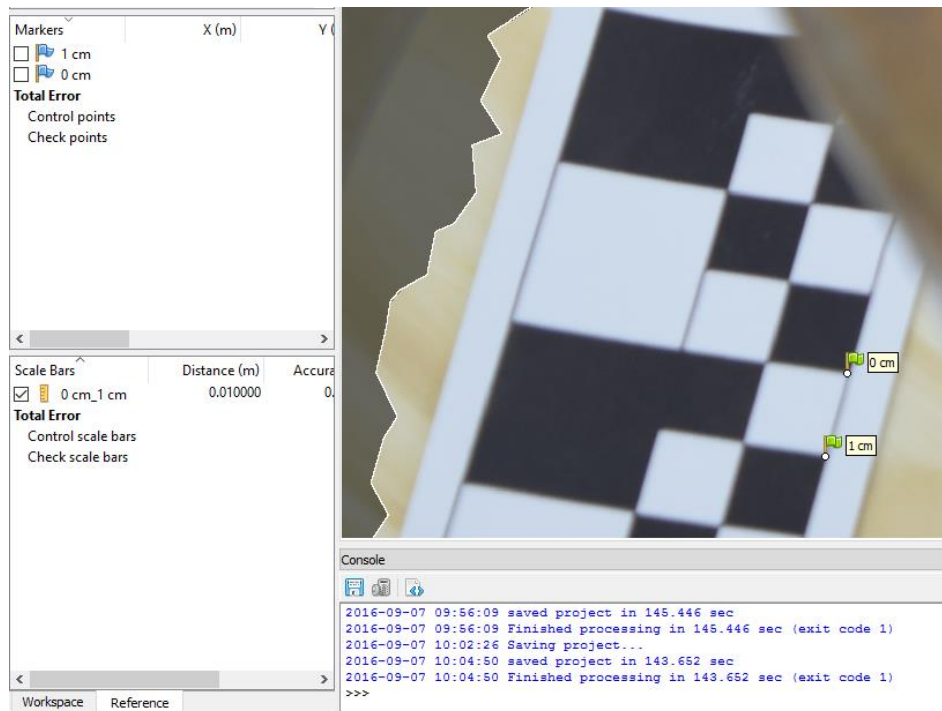 Markers X (m) Y (
1 cm
0 cm
Total Error
Control points
Check points
Scale Bars Distance (m) Accura
0 cm_1 cm 0.010000 0.
Total Error
Control scale bars
Check scale bars
Workspace Reference
0 cm
1 cm
Console
2016-09-07 09:56:09 saved project in 145.446 sec
2016-09-07 09:56:09 Finished processing in 145.446 sec (exit code 1)
2016-09-07 10:02:26 Saving project...
2016-09-07 10:04:50 saved project in 143.652 sec
2016-09-07 10:04:50 Finished processing in 143.652 sec (exit code 1)
>>>